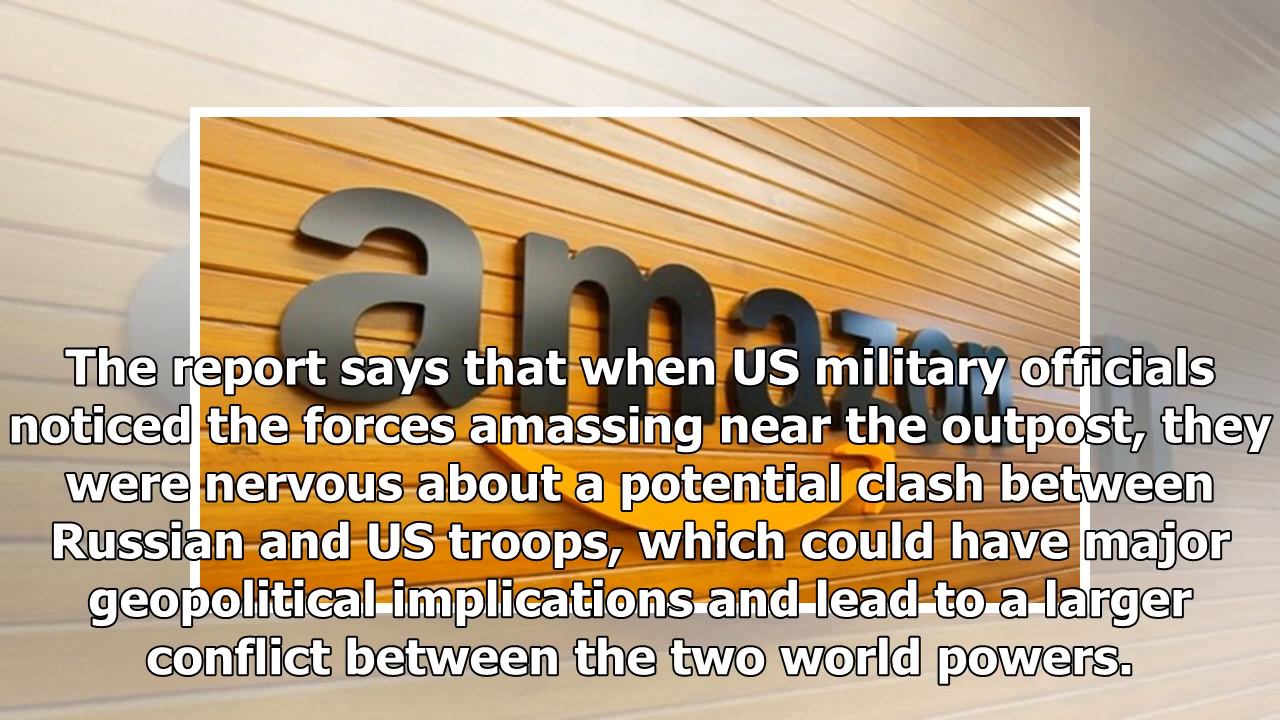 amazon
The report says that when US military officials
noticed the forces amassing near the outpost, they
were nervous about a potential clash between
Russian and US troops, which could have major
geopolitical implications and lead to a larger
conflict between the two world powers.